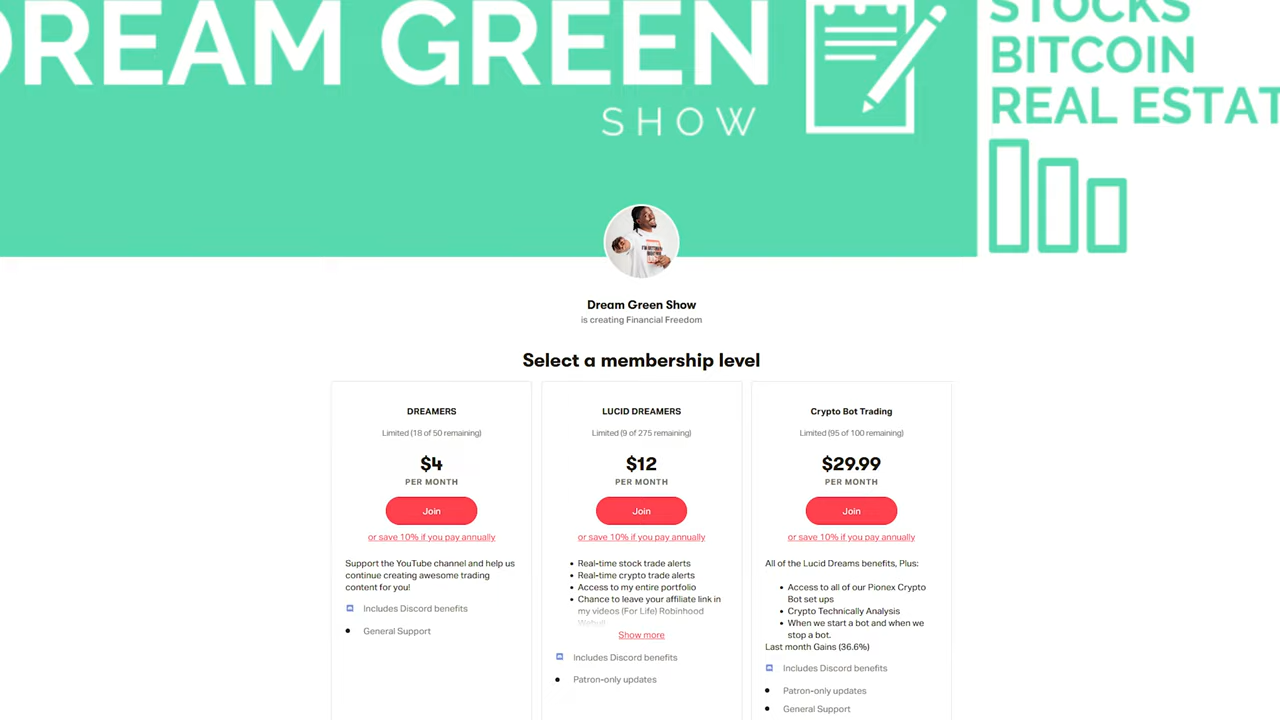 DREAM GREEN
SHOW
STOCKS
BITCOIN
REAL ESTAT
Dream Green Show
is creating Financial Freedom
Select a membership level
DREAMERS
Limited (18 of 50 remaining)
$4
PER MONTH
Join
or save 10% if you pay annually
Support the YouTube channel and help us
continue creating awesome trading
content for you!
Includes Discord benefits
General Support
LUCID DREAMERS
Limited (9 of 275 remaining)
$12
PER MONTH
Join
or save 10% if you pay annually
Real-time stock trade alerts
Real-time crypto trade alerts
Access to my entire portfolio
Chance to leave your affiliate link in
my videos (For Life) Robinhood
Webull
Show more
Includes Discord benefits
Patron-only updates
Crypto Bot Trading
Limited (95 of 100 remaining)
$29.99
PER MONTH
Join
or save 10% if you pay annually
All of the Lucid Dreams benefits, Plus:
Access to all of our Pionex Crypto
Bot set ups
Crypto Technically Analysis
When we start a bot and when we
stop a bot.
Last month Gains (36.6%)
Includes Discord benefits
Patron-only updates
General Support